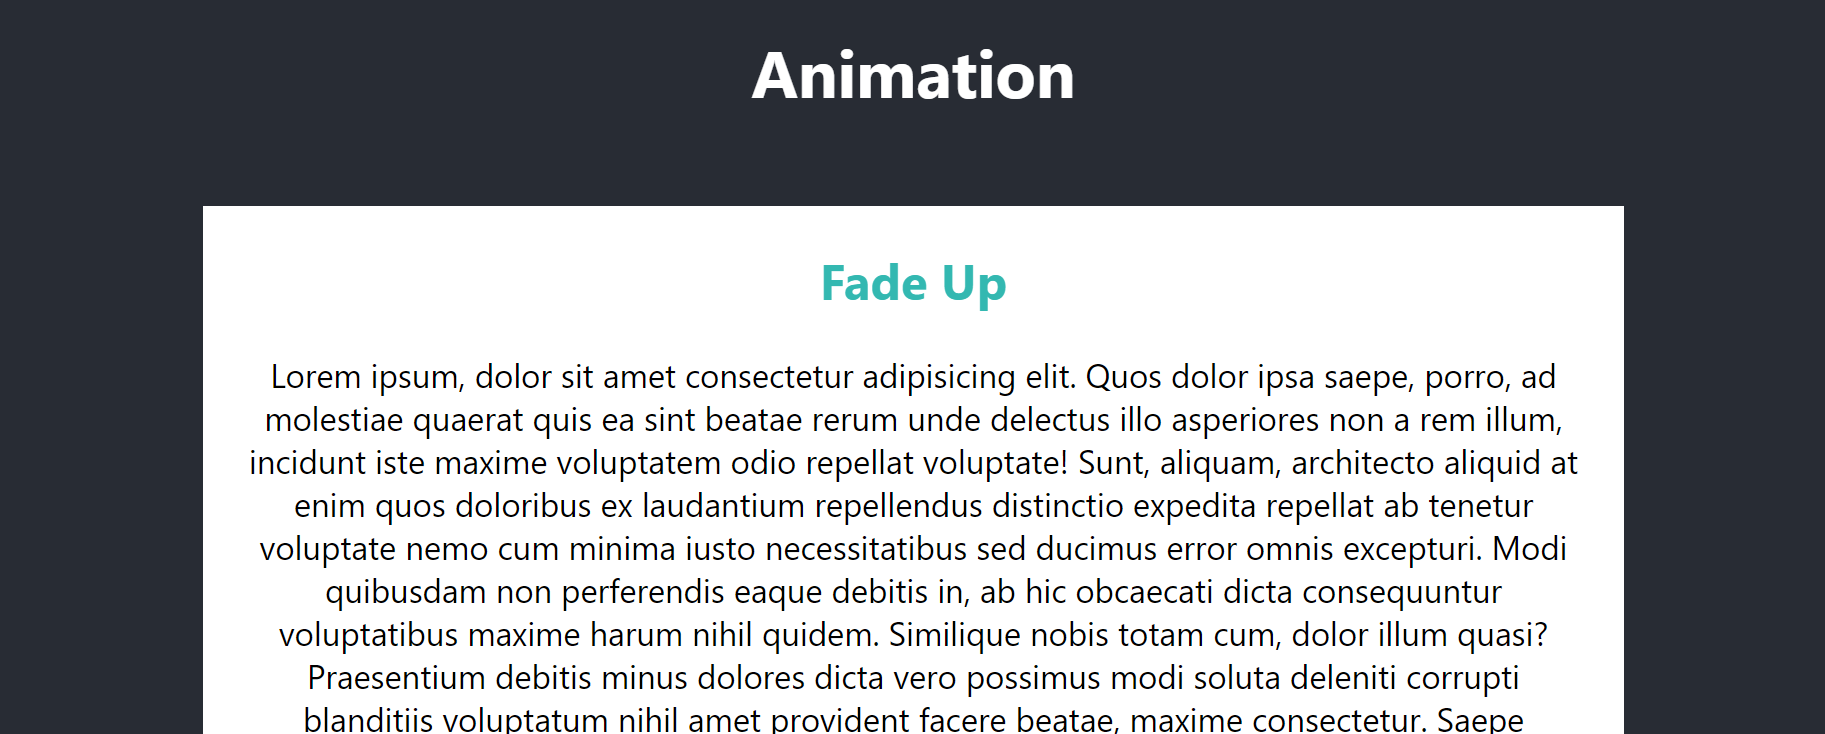 Animation
Fade Up
Lorem ipsum, dolor sit amet consectetur adipisicing elit. Quos dolor ipsa saepe, porro, ad
molestiae quaerat quis ea sint beatae rerum unde delectus illo asperiores non a rem illum,
incidunt iste maxime voluptatem odio repellat voluptate! Sunt, aliquam, architecto aliquid at
enim quos doloribus ex laudantium repellendus distinctio expedita repellat ab tenetur
voluptate nemo cum minima iusto necessitatibus sed ducimus error omnis excepturi. Modi
quibusdam non perferendis eaque debitis in, ab hic obcaecati dicta consequuntur
voluptatibus maxime harum nihil quidem. Similique nobis totam cum, dolor illum quasi?
Praesentium debitis minus dolores dicta vero possimus modi soluta deleniti corrupti
blanditiis voluptatum nihil amet provident facere beatae, maxime consectetur. Saepe